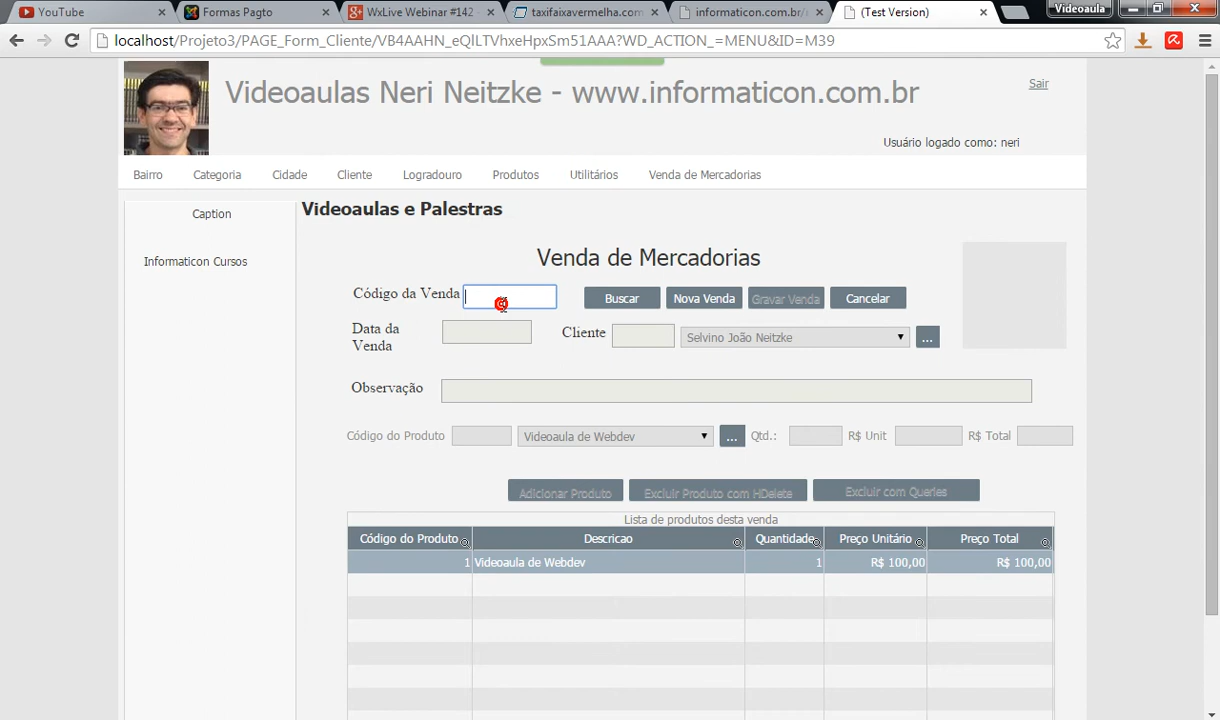 YouTube
Formas Pagto
WxLive Webinar #142 -
taxifaixavermelha.com
informaticon.com.br/e
(Test Version)
Videoaula
localhost/Projeto3/PAGE_Form_Cliente/VB4AAHN_eQlLTVhxeHpxSm51AAA?WD_ACTION_=MENU&ID=M39
Videoaulas Neri Neitzke - www.informaticon.com.br
Sair
Usuário logado como: neri
Bairro Categoria Cidade Cliente Logradouro Produtos Utilitários Venda de Mercadorias
Caption
Informaticon Cursos
Videoaulas e Palestras
Venda de Mercadorias
Código da Venda Buscar Nova Venda Gravar Venda Cancelar
Data da
Venda
Cliente Selvino João Neitzke ...
Observação
Código do Produto Videoaula de Webdev ... Qtd.: R$ Unit R$ Total
Adicionar Produto Excluir Produto com HDelete Excluir com Queries
Lista de produtos desta venda
Código do Produto Descricao Quantidade Preço Unitário Preço Total
1 Videoaula de Webdev 1 R$ 100,00 R$ 100,00